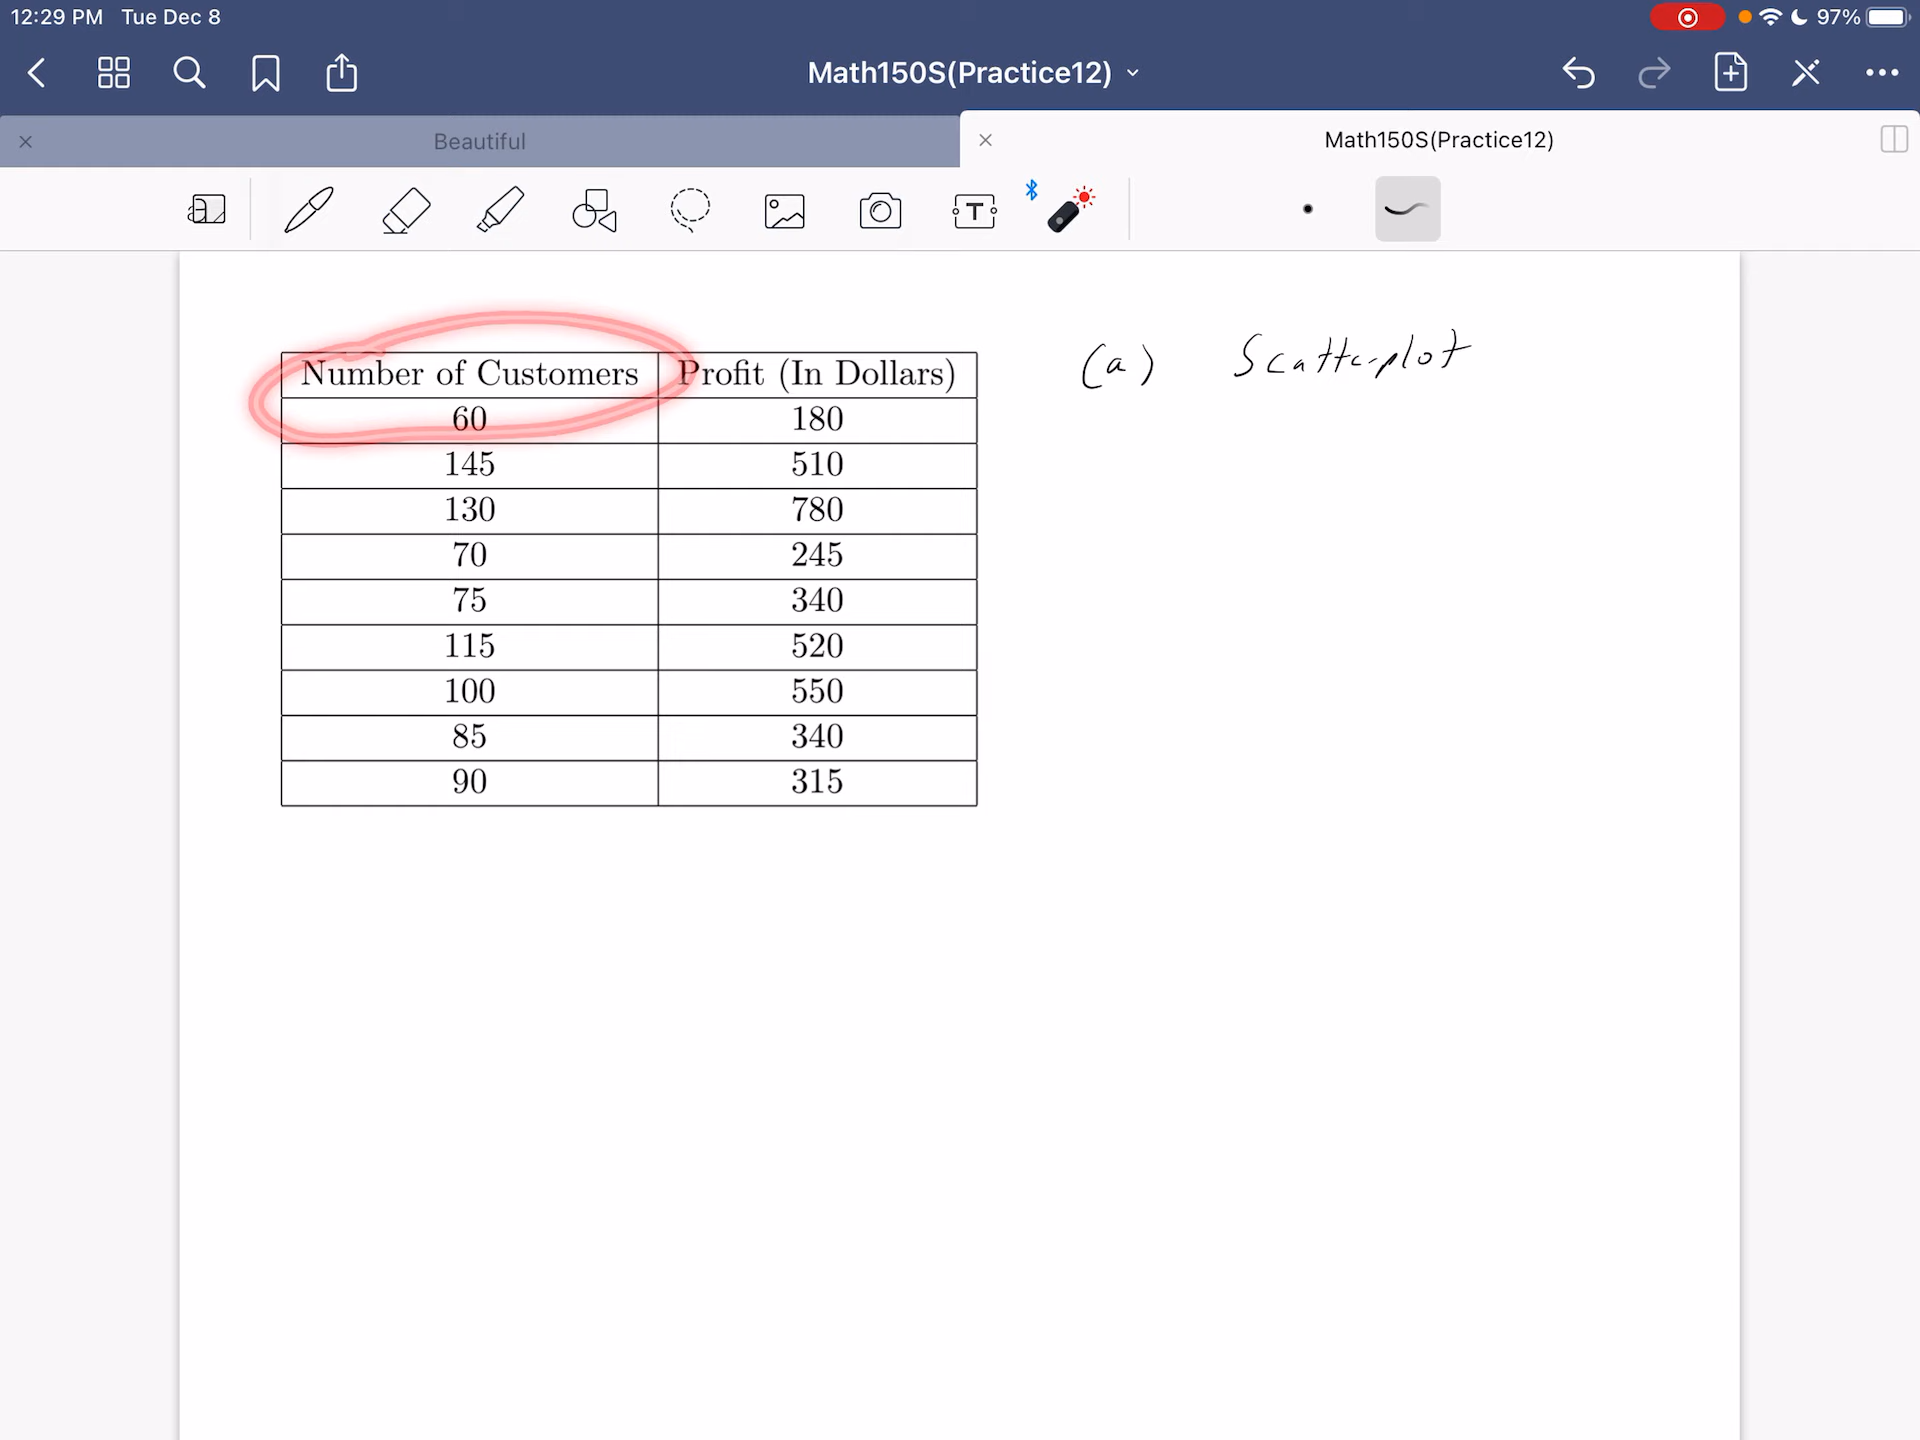 12:29 PM Tue Dec 8 97%
Math150S(Practice12)
Beautiful Math150S(Practice12)
T
(a) Scatterplot
Number of Customers Profit (In Dollars)
60 180
145 510
130 780
70 245
75 340
115 520
100 550
85 340
90 315